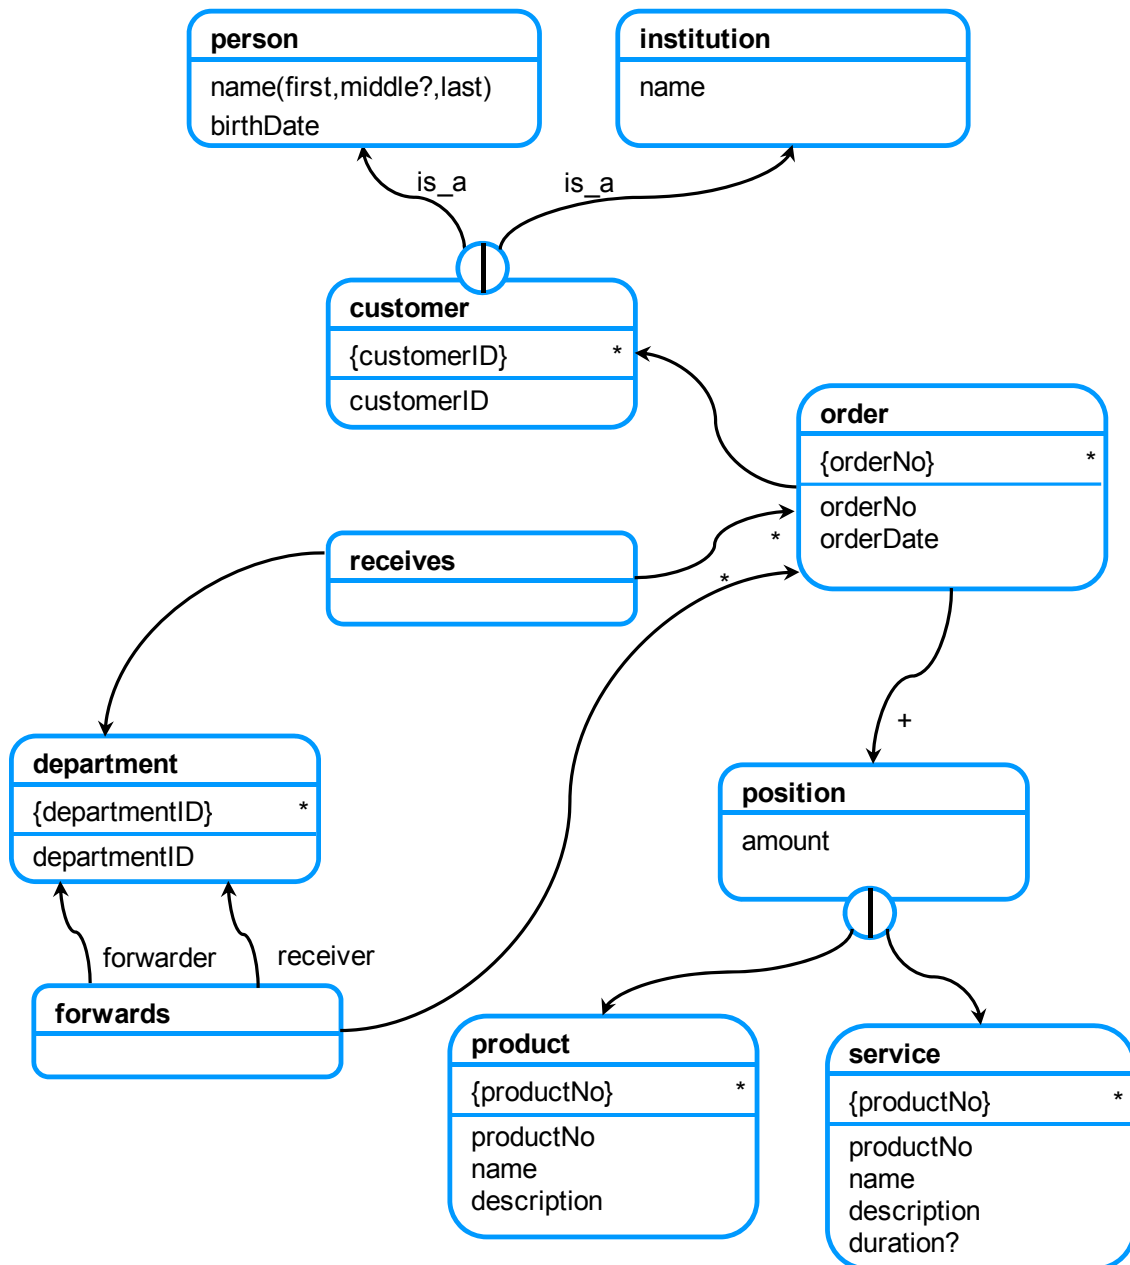 person
name(first,middle?,last)
birthDate
institution
name
is_a
is_a
customer
{customerID} *
customerID
order
{orderNo} *
orderNo
orderDate
receives
*
*
department
{departmentID} *
departmentID
+
position
amount
forwarder
receiver
forwards
product
{productNo} *
productNo
name
description
service
{productNo} *
productNo
name
description
duration?